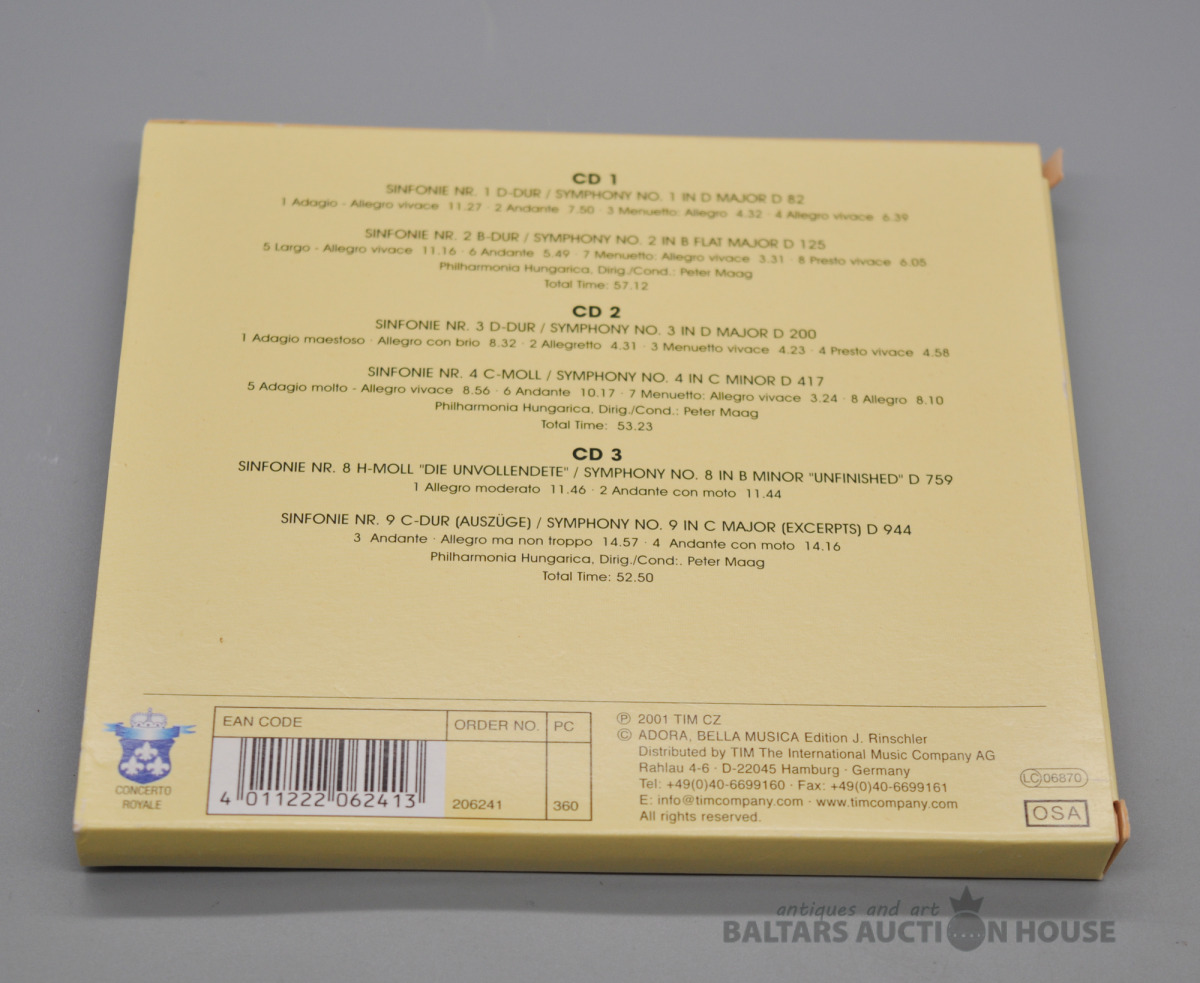 CD 1
SINFONIE NR. 1 D-DUR / SYMPHONY NO. 1 IN D MAJOR D 82
1 Adagio - Allegro vivace 11.27 · 2 Andante 7.50 · 3 Menuetto: Allegro 4.32 · 4 Allegro vivace 6.39
SINFONIE NR. 2 B-DUR / SYMPHONY NO. 2 IN B FLAT MAJOR D 125
5 Largo - Allegro vivace 11.16 · 6 Andante 5.49 · 7 Menuetto: Allegro vivace 3.31 · 8 Presto vivace 6.05
Philharmonia Hungarica, Dirig./Cond.: Peter Maag
Total Time: 57.12
CD 2
SINFONIE NR. 3 D-DUR / SYMPHONY NO. 3 IN D MAJOR D 200
1 Adagio maestoso · Allegro con brio 8.32 · 2 Allegretto 4.31 · 3 Menuetto vivace 4.23 · 4 Presto vivace 4.58
SINFONIE NR. 4 C-MOLL / SYMPHONY NO. 4 IN C MINOR D 417
5 Adagio molto - Allegro vivace 8.56 · 6 Andante 10.17 · 7 Menuetto: Allegro vivace 3.24 · 8 Allegro 8.10
Philharmonia Hungarica, Dirig./Cond.: Peter Maag
Total Time: 53.23
CD 3
SINFONIE NR. 8 H-MOLL "DIE UNVOLLENDETE" / SYMPHONY NO. 8 IN B MINOR "UNFINISHED" D 759
1 Allegro moderato 11.46 · 2 Andante con moto 11.44
SINFONIE NR. 9 C-DUR (AUSZÜGE) / SYMPHONY NO. 9 IN C MAJOR (EXCERPTS) D 944
3 Andante · Allegro ma non troppo 14.57 · 4 Andante con moto 14.16
Philharmonia Hungarica, Dirig./Cond:. Peter Maag
Total Time: 52.50
CONCERTO
ROYALE
EAN CODE
4 011222 062413
ORDER NO.
206241
PC
360
℗ 2001 TIM CZ
© ADORA, BELLA MUSICA Edition J. Rinschler
Distributed by TIM The International Music Company AG
Rahlau 4-6 · D-22045 Hamburg · Germany
Tel: +49(0)40-6699160 · Fax: +49(0)40-6699161
E: info@timcompany.com · www.timcompany.com
All rights reserved.
LC 06870
OSA
antiques and art
BALTARS AUCTION HOUSE